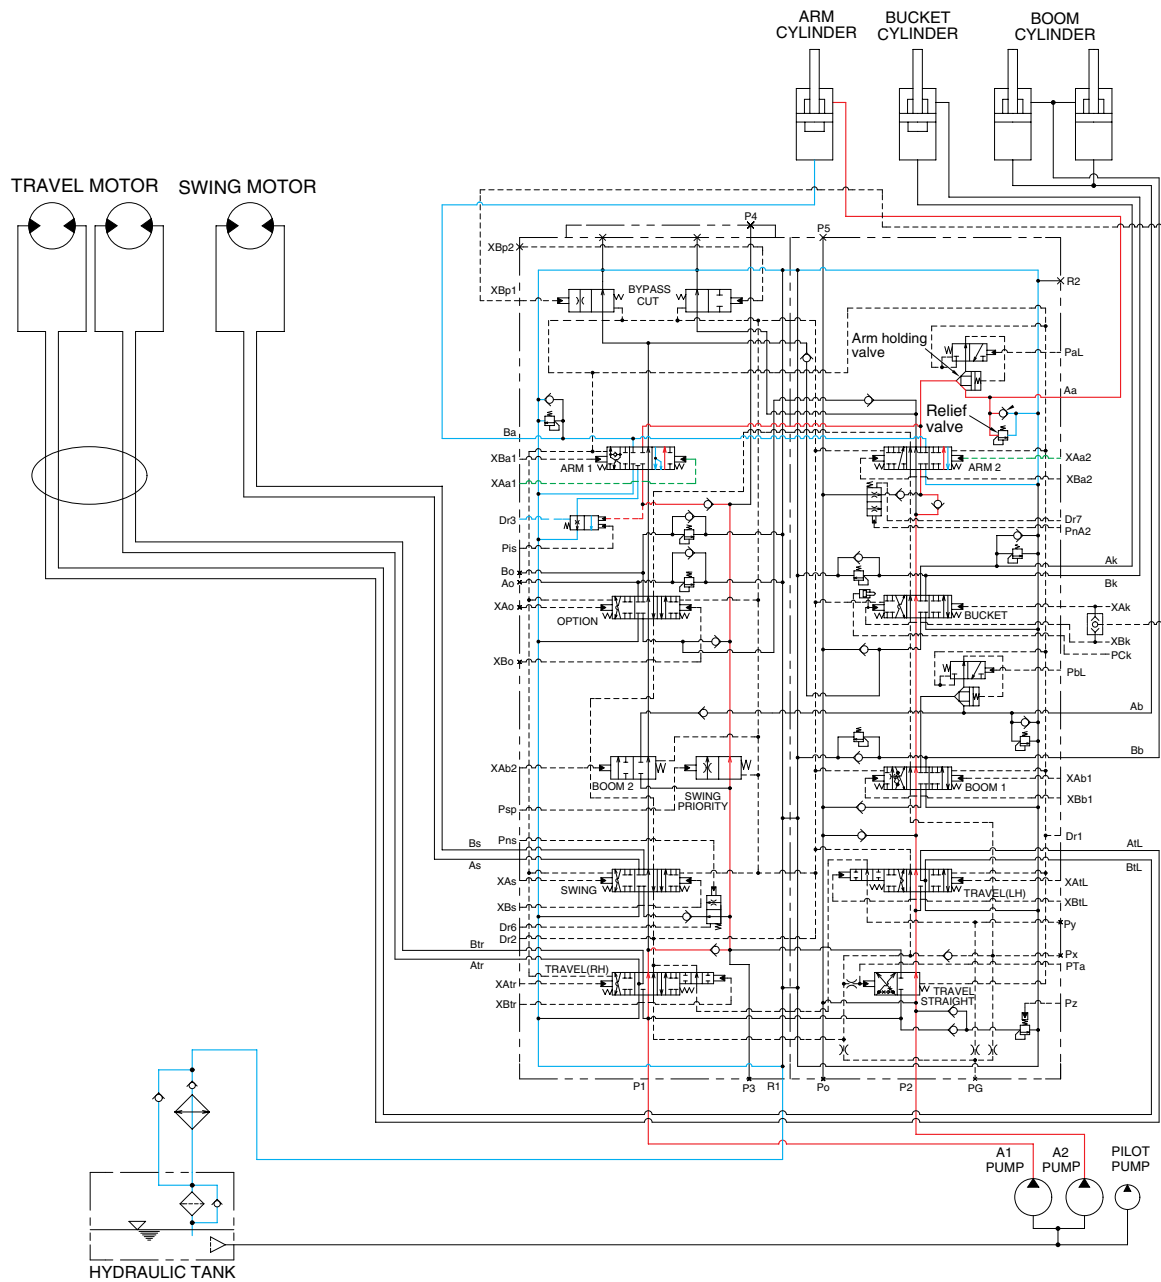 ARM
CYLINDER
BUCKET
CYLINDER
BOOM
CYLINDER
TRAVEL MOTOR
SWING MOTOR
P4
P5
XBp2
XBp1
BYPASS
CUT
R2
Arm holding
valve
PaL
Aa
Relief
valve
Ba
XBa1
ARM 1
XAa1
ARM 2
XAa2
XBa2
Dr3
Pis
Dr7
PnA2
Bo
Ao
Ak
Bk
XAo
OPTION
BUCKET
XAk
XBo
XBk
PCk
PbL
Ab
Bb
XAb2
BOOM 2
SWING
PRIORITY
Psp
BOOM 1
XAb1
XBb1
Pns
Dr1
Bs
As
AtL
BtL
XAs
SWING
TRAVEL(LH)
XAtL
XBs
XBtL
Dr6
Dr2
Py
Btr
Atr
Px
PTa
TRAVEL(RH)
XAtr
XBtr
TRAVEL
STRAIGHT
Pz
P1
P3
R1
Po
P2
PG
A1
PUMP
A2
PUMP
PILOT
PUMP
HYDRAULIC TANK